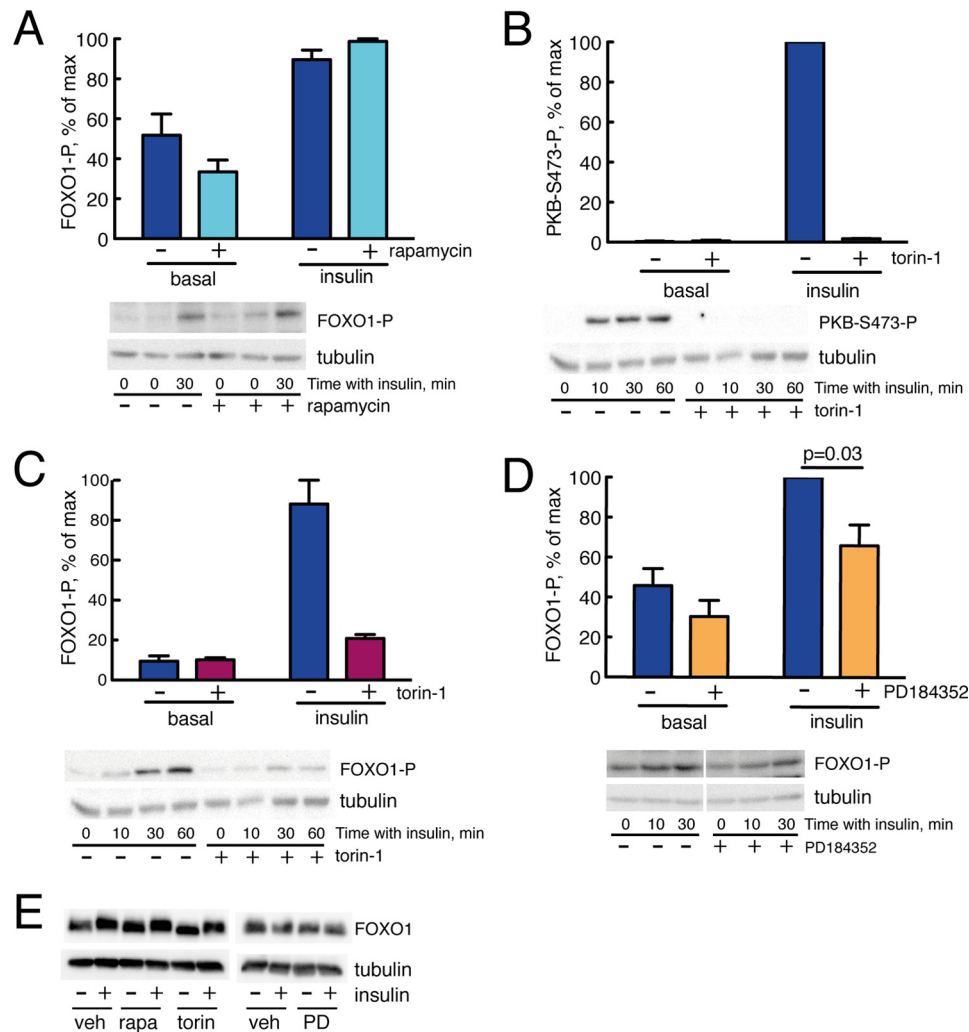 A
FOXO1-P, % of max
100
80
60
40
20
0
− + − + rapamycin
basal insulin
FOXO1-P
tubulin
0 0 30 0 0 30 Time with insulin, min
− − − + + + rapamycin
B
PKB-S473-P, % of max
100
80
60
40
20
0
− + − + torin-1
basal insulin
PKB-S473-P
tubulin
0 10 30 60 0 10 30 60 Time with insulin, min
− − − − + + + + torin-1
C
FOXO1-P, % of max
100
80
60
40
20
0
− + − + torin-1
basal insulin
FOXO1-P
tubulin
0 10 30 60 0 10 30 60 Time with insulin, min
− − − − + + + + torin-1
D
p=0.03
FOXO1-P, % of max
100
80
60
40
20
0
− + − + PD184352
basal insulin
FOXO1-P
tubulin
0 10 30 0 10 30 Time with insulin, min
− − − + + + PD184352
E
FOXO1
tubulin
− + − + − + − + − + insulin
veh rapa torin veh PD